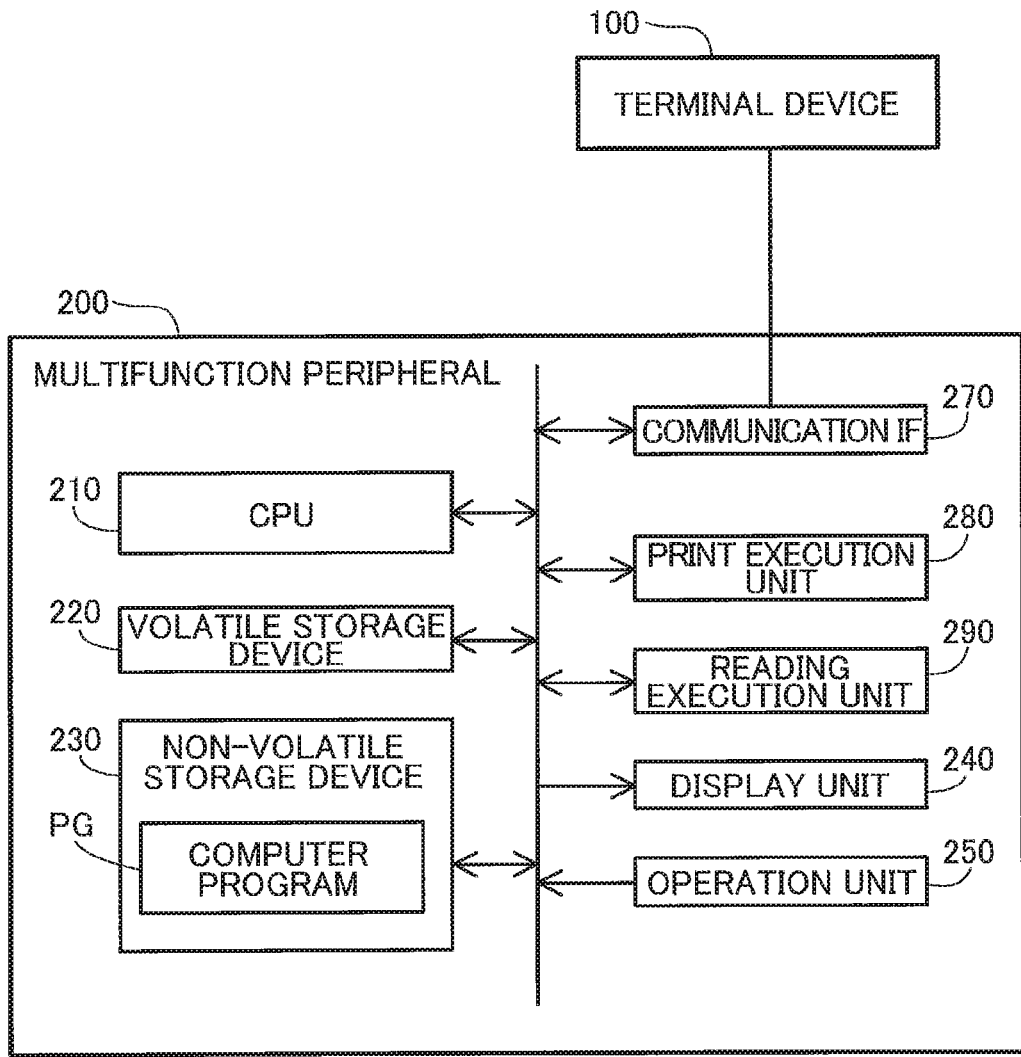 100
TERMINAL DEVICE
200
MULTIFUNCTION PERIPHERAL
270
COMMUNICATION IF
210
CPU
280
PRINT EXECUTION
UNIT
220
VOLATILE STORAGE
DEVICE
290
READING
EXECUTION UNIT
230
NON-VOLATILE
STORAGE DEVICE
240
DISPLAY UNIT
PG
COMPUTER
PROGRAM
250
OPERATION UNIT